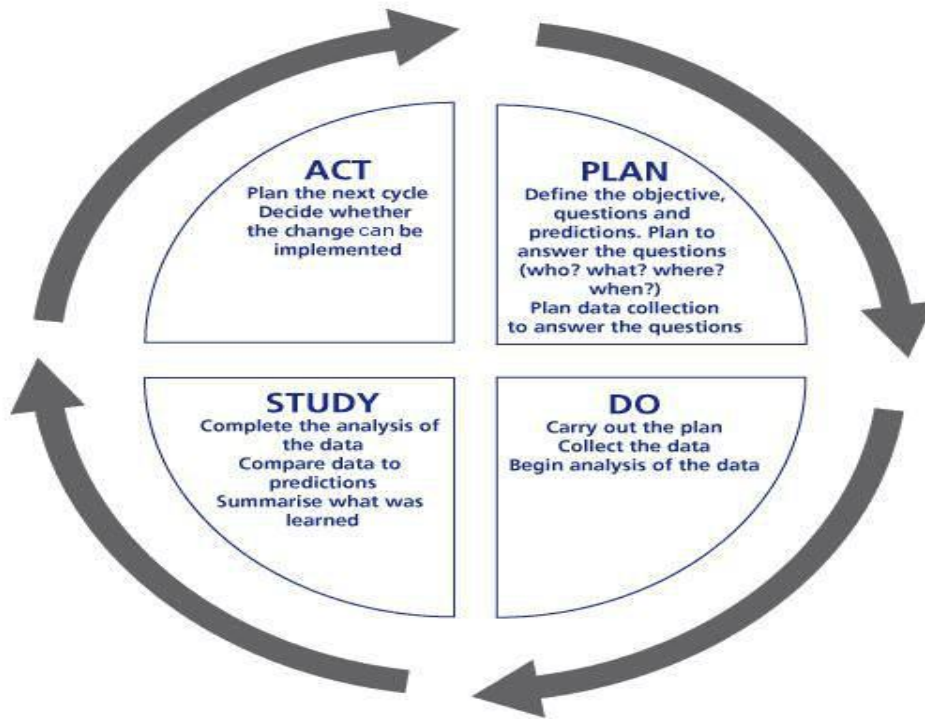 ACT
Plan the next cycle
Decide whether
the change can be
implemented
PLAN
Define the objective,
questions and
predictions. Plan to
answer the questions
(who? what? where?
when?)
Plan data collection
to answer the questions
STUDY
Complete the analysis of
the data
Compare data to
predictions
Summarise what was
learned
DO
Carry out the plan
Collect the data
Begin analysis of the data